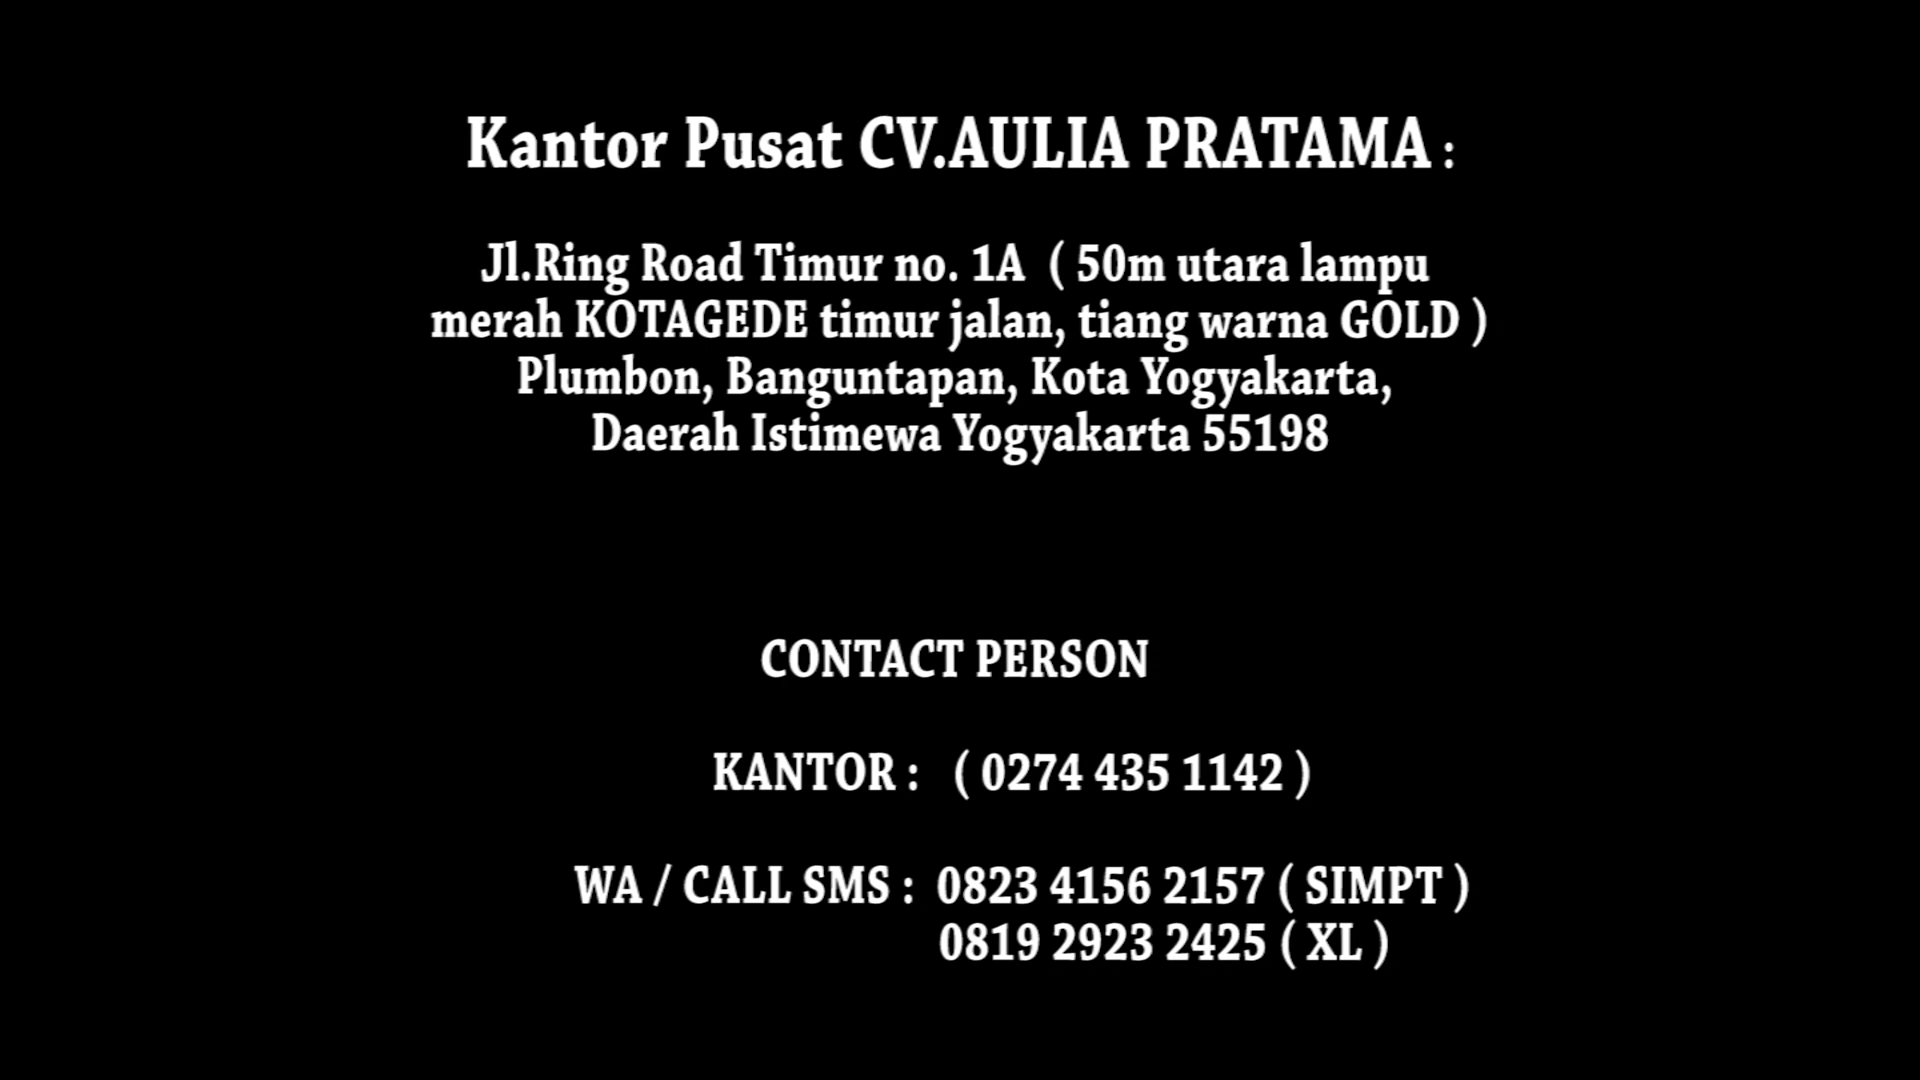 Kantor Pusat CV.AULIA PRATAMA :
Jl.Ring Road Timur no. 1A ( 50m utara lampu
merah KOTAGEDE timur jalan, tiang warna GOLD )
Plumbon, Banguntapan, Kota Yogyakarta,
Daerah Istimewa Yogyakarta 55198
CONTACT PERSON
KANTOR : ( 0274 435 1142 )
WA / CALL SMS : 0823 4156 2157 ( SIMPT )
0819 2923 2425 ( XL )